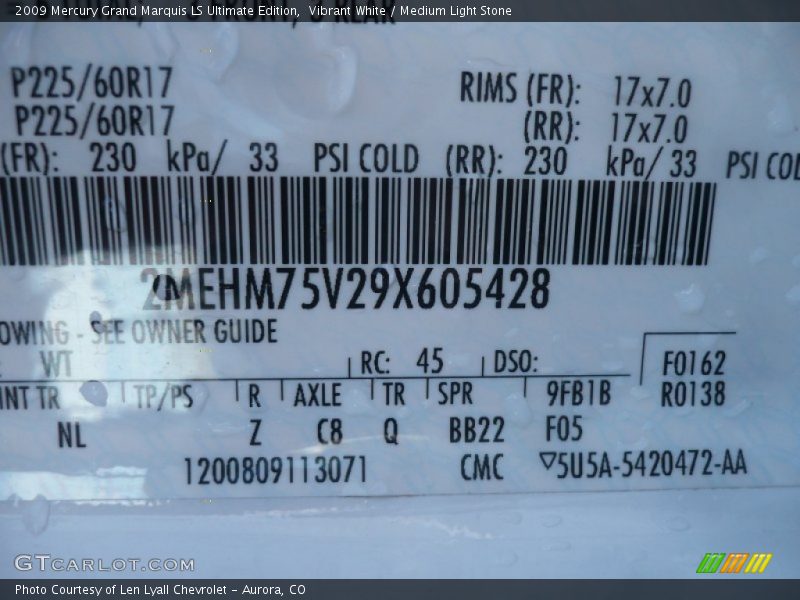 2009 Mercury Grand Marquis LS Ultimate Edition, Vibrant White / Medium Light Stone
P225/60R17 RIMS (FR): 17x7.0
P225/60R17 (RR): 17x7.0
(FR): 230 kPa/ 33 PSI COLD (RR): 230 kPa/ 33 PSI COL
2MEHM75V29X605428
OWING - SEE OWNER GUIDE
WT RC: 45 DSO: F0162
INT TR TP/PS R AXLE TR SPR 9FB1B R0138
NL Z C8 Q BB22 F05
1200809113071 CMC ▽5U5A-5420472-AA
GTCARLOT.COM
Photo Courtesy of Len Lyall Chevrolet - Aurora, CO